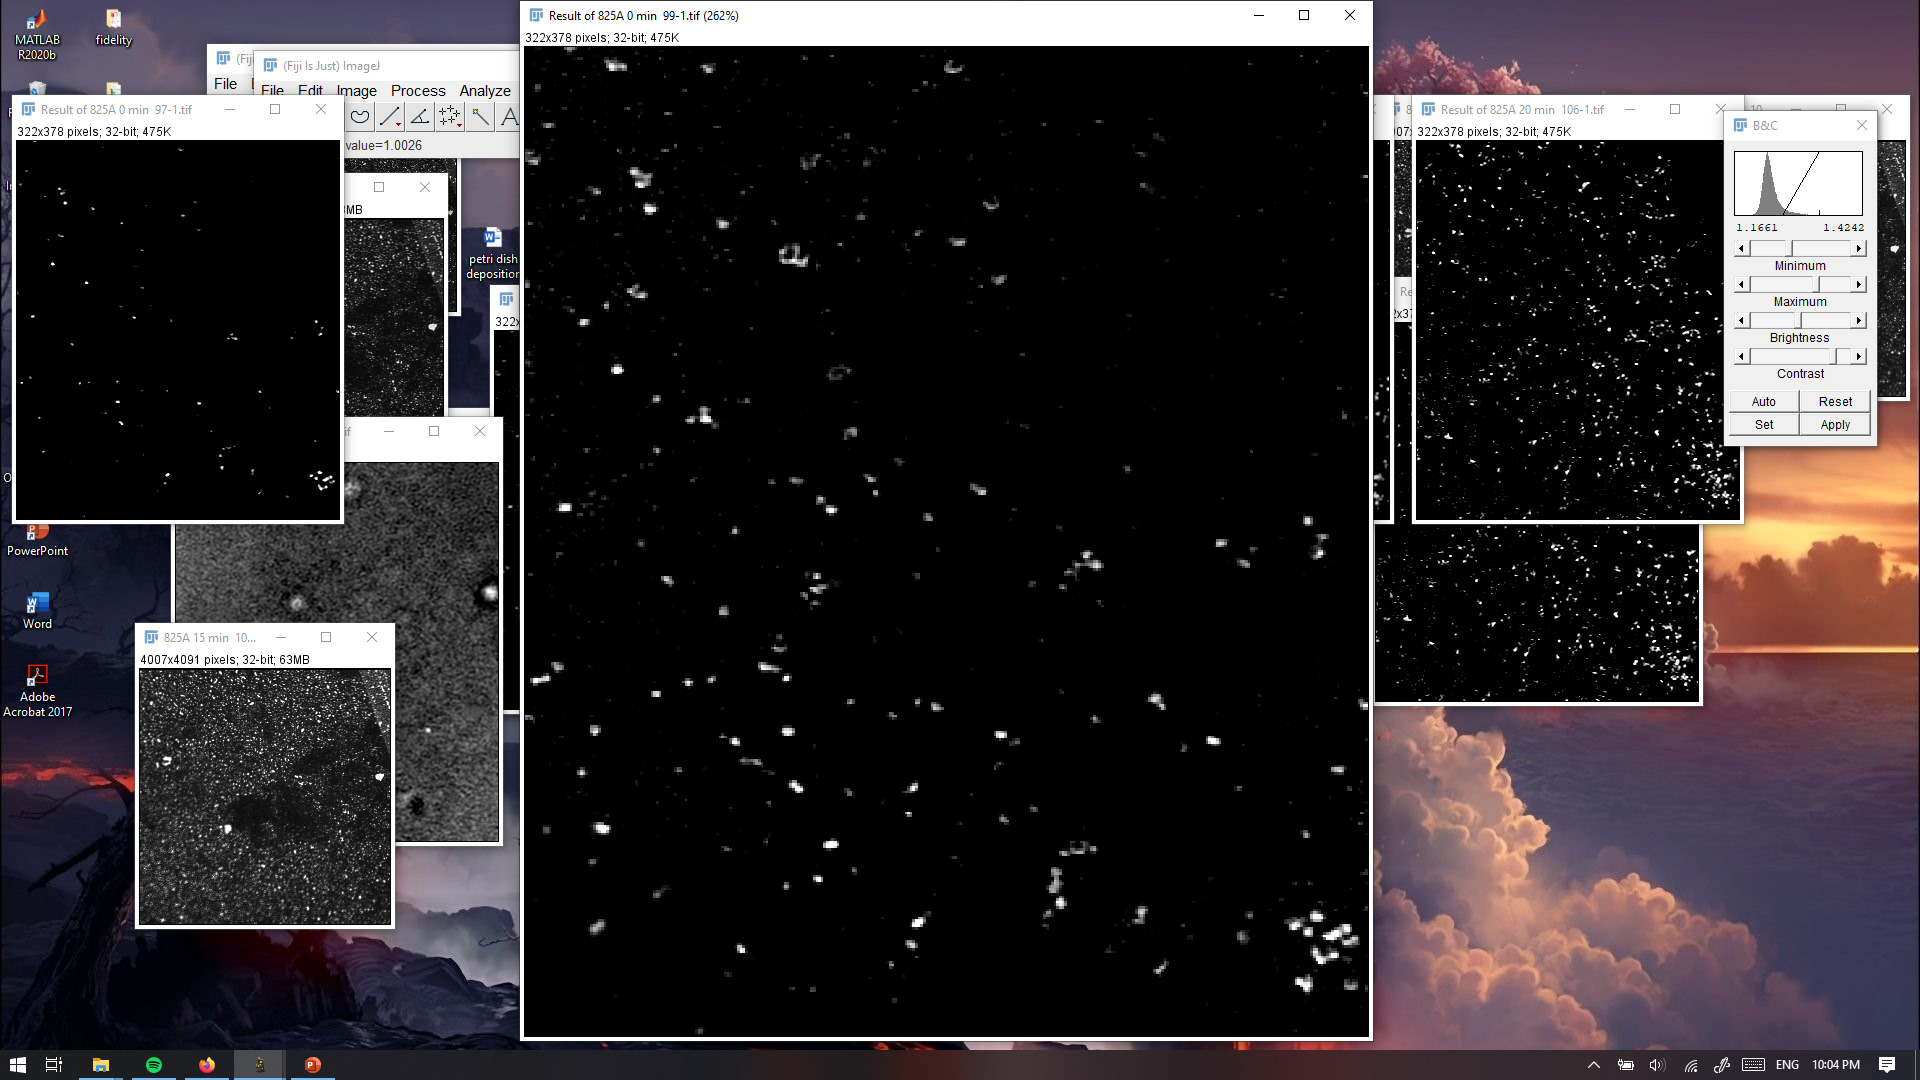 MATLAB
R2020b
fidelity
File
(Fiji Is Just) ImageJ
File Edit Image Process Analyze
value=1.0026
Result of 825A 0 min 97-1.tif
322x378 pixels; 32-bit; 475K
Result of 825A 0 min 99-1.tif (262%)
322x378 pixels; 32-bit; 475K
Result of 825A 20 min 106-1.tif
322x378 pixels; 32-bit; 475K
B&C
1.1661 1.4242
Minimum
Maximum
Brightness
Contrast
Auto Reset
Set Apply
petri dish
deposition
PowerPoint
Word
Adobe
Acrobat 2017
825A 15 min 10...
4007x4091 pixels; 32-bit; 63MB
ENG 10:04 PM